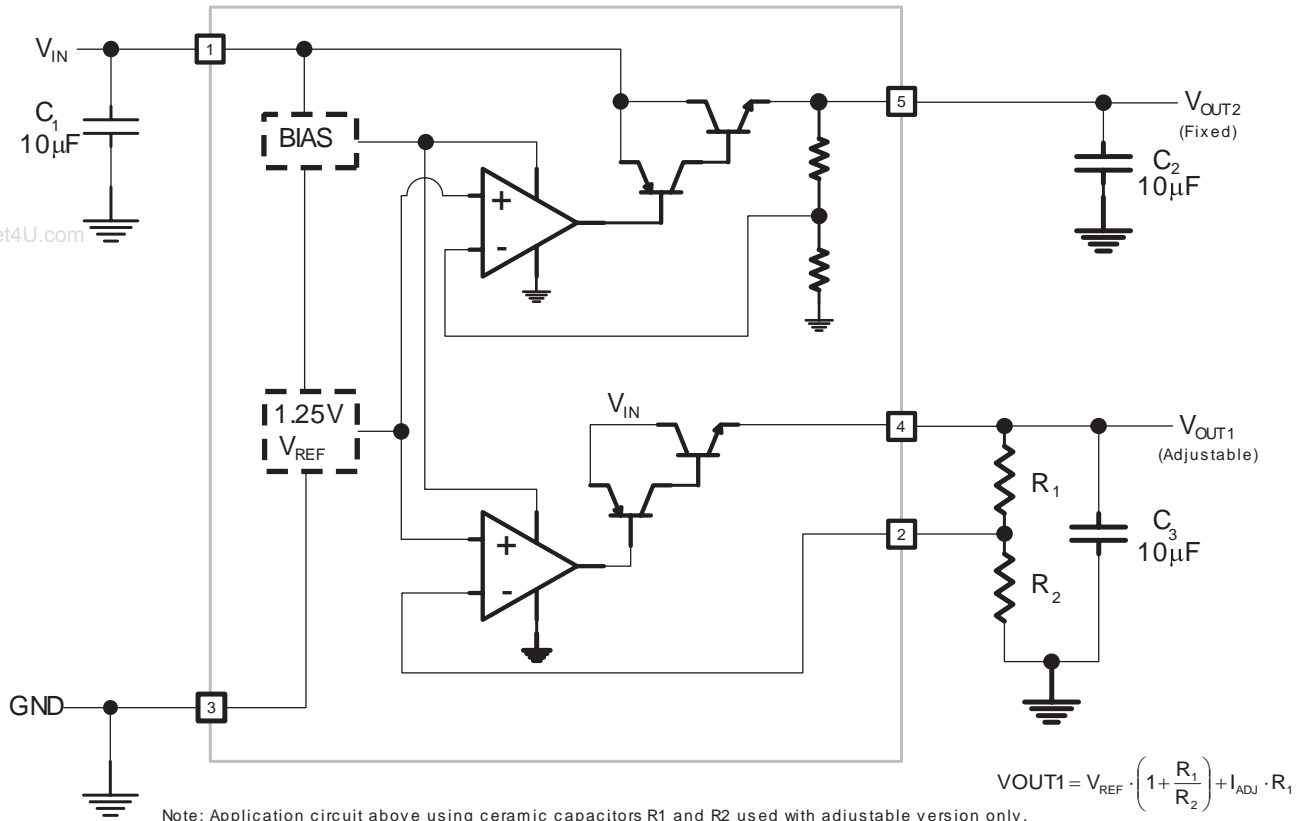 V_IN
1
C_1
10μF
BIAS
+
-
5
V_OUT2
(Fixed)
C_2
10μF
et4U.com
1.25V
V_REF
V_IN
4
V_OUT1
(Adjustable)
R_1
2
C_3
10μF
+
-
R_2
GND
3
VOUT1 = V_REF · (1 + R_1/R_2) + I_ADJ · R_1
Note: Application circuit above using ceramic capacitors R1 and R2 used with adjustable version only.